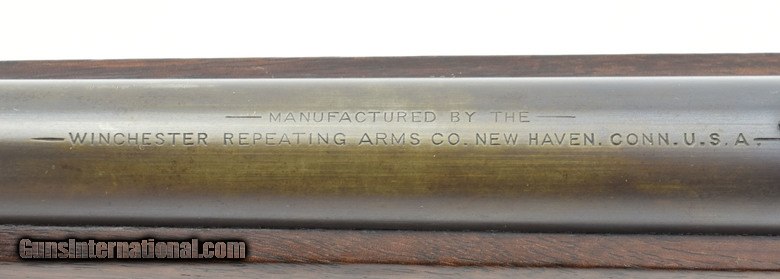 — MANUFACTURED BY THE —
— WINCHESTER REPEATING ARMS CO. NEW HAVEN. CONN. U.S.A. —
GunsInternational.com